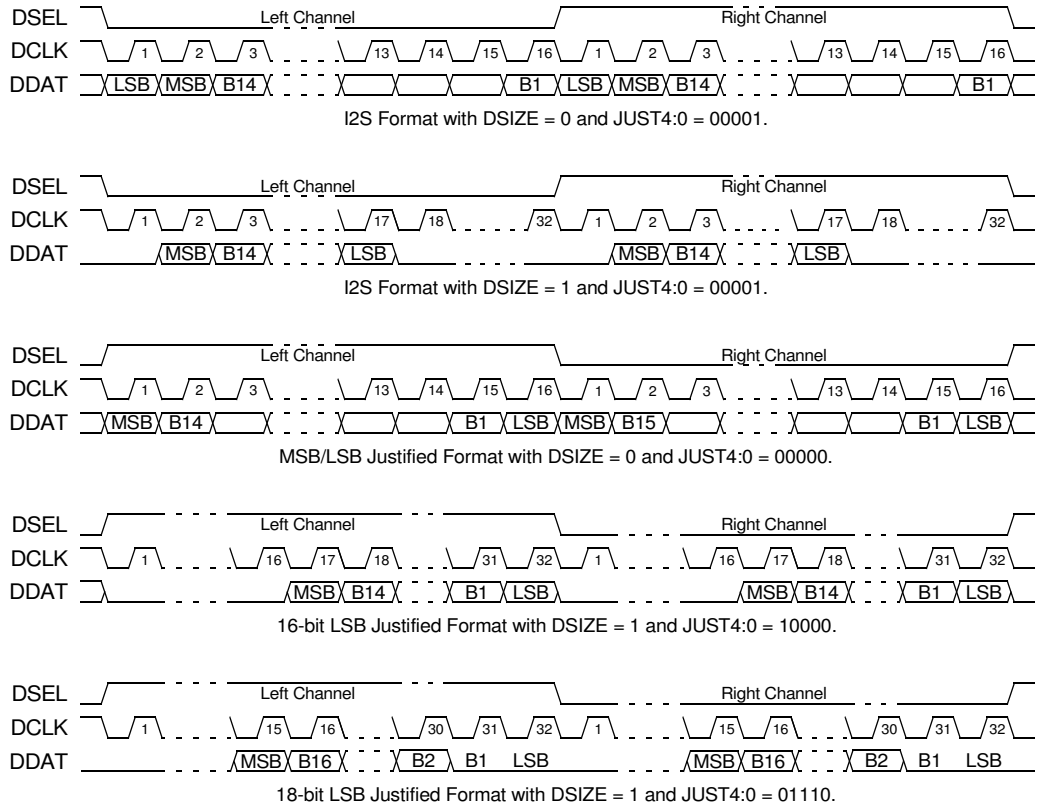 DSEL Left Channel Right Channel
DCLK 1 2 3 13 14 15 16 1 2 3 13 14 15 16
DDAT LSB MSB B14 B1 LSB MSB B14 B1
I2S Format with DSIZE = 0 and JUST4:0 = 00001.
DSEL Left Channel Right Channel
DCLK 1 2 3 17 18 32 1 2 3 17 18 32
DDAT MSB B14 LSB MSB B14 LSB
I2S Format with DSIZE = 1 and JUST4:0 = 00001.
DSEL Left Channel Right Channel
DCLK 1 2 3 13 14 15 16 1 2 3 13 14 15 16
DDAT MSB B14 B1 LSB MSB B15 B1 LSB
MSB/LSB Justified Format with DSIZE = 0 and JUST4:0 = 00000.
DSEL Left Channel Right Channel
DCLK 1 16 17 18 31 32 1 16 17 18 31 32
DDAT MSB B14 B1 LSB MSB B14 B1 LSB
16-bit LSB Justified Format with DSIZE = 1 and JUST4:0 = 10000.
DSEL Left Channel Right Channel
DCLK 1 15 16 30 31 32 1 15 16 30 31 32
DDAT MSB B16 B2 B1 LSB MSB B16 B2 B1 LSB
18-bit LSB Justified Format with DSIZE = 1 and JUST4:0 = 01110.